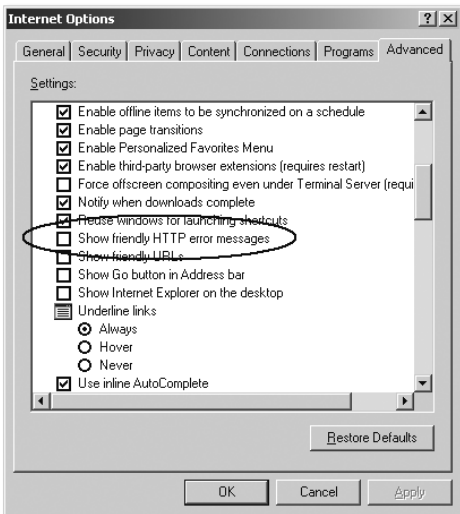 Internet Options
General Security Privacy Content Connections Programs Advanced
Settings:
Enable offline items to be synchronized on a schedule
Enable page transitions
Enable Personalized Favorites Menu
Enable third-party browser extensions (requires restart)
Force offscreen compositing even under Terminal Server (requi
Notify when downloads complete
Reuse windows for launching shortcuts
Show friendly HTTP error messages
Show friendly URLs
Show Go button in Address bar
Show Internet Explorer on the desktop
Underline links
Always
Hover
Never
Use inline AutoComplete
Restore Defaults
OK Cancel Apply